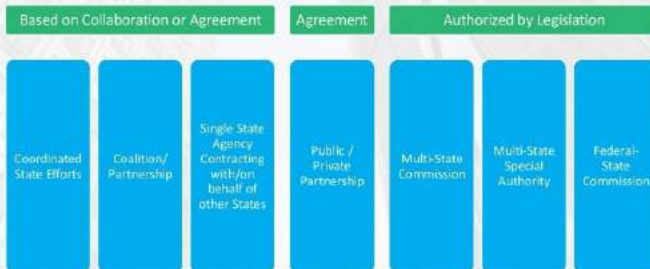 Based on Collaboration or Agreement
Agreement
Authorized by Legislation
Coordinated
State Efforts
Coalition/
Partnership
Single State
Agency
Contracting
with/on
behalf of
other States
Public /
Private
Partnership
Multi-State
Commission
Multi-State
Special
Authority
Federal-
State
Commission